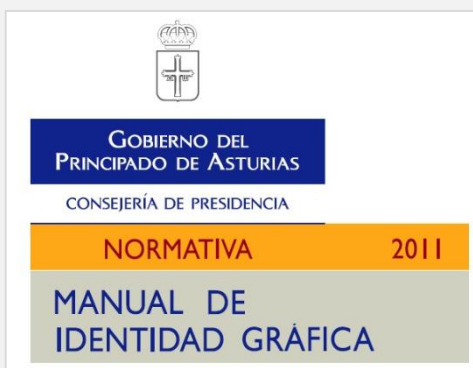 GOBIERNO DEL
PRINCIPADO DE ASTURIAS
CONSEJERÍA DE PRESIDENCIA
NORMATIVA 2011
MANUAL DE
IDENTIDAD GRÁFICA